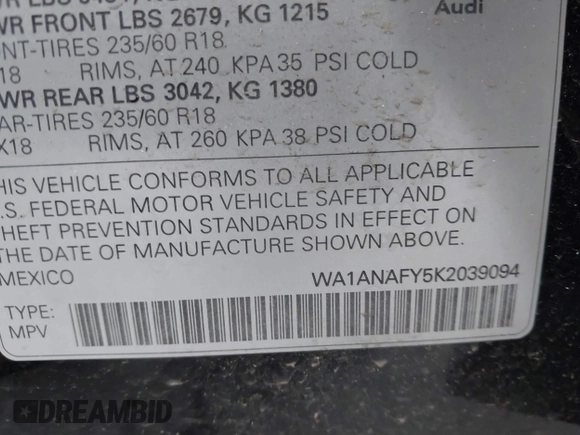 Audi
WR FRONT LBS 2679, KG 1215
NT-TIRES 235/60 R18
18 RIMS, AT 240 KPA 35 PSI COLD
WR REAR LBS 3042, KG 1380
AR-TIRES 235/60 R18
X18 RIMS, AT 260 KPA 38 PSI COLD
HIS VEHICLE CONFORMS TO ALL APPLICABLE
.S. FEDERAL MOTOR VEHICLE SAFETY AND
HEFT PREVENTION STANDARDS IN EFFECT ON
THE DATE OF MANUFACTURE SHOWN ABOVE.
MEXICO WA1ANAFY5K2039094
TYPE:
MPV
DREAMBID